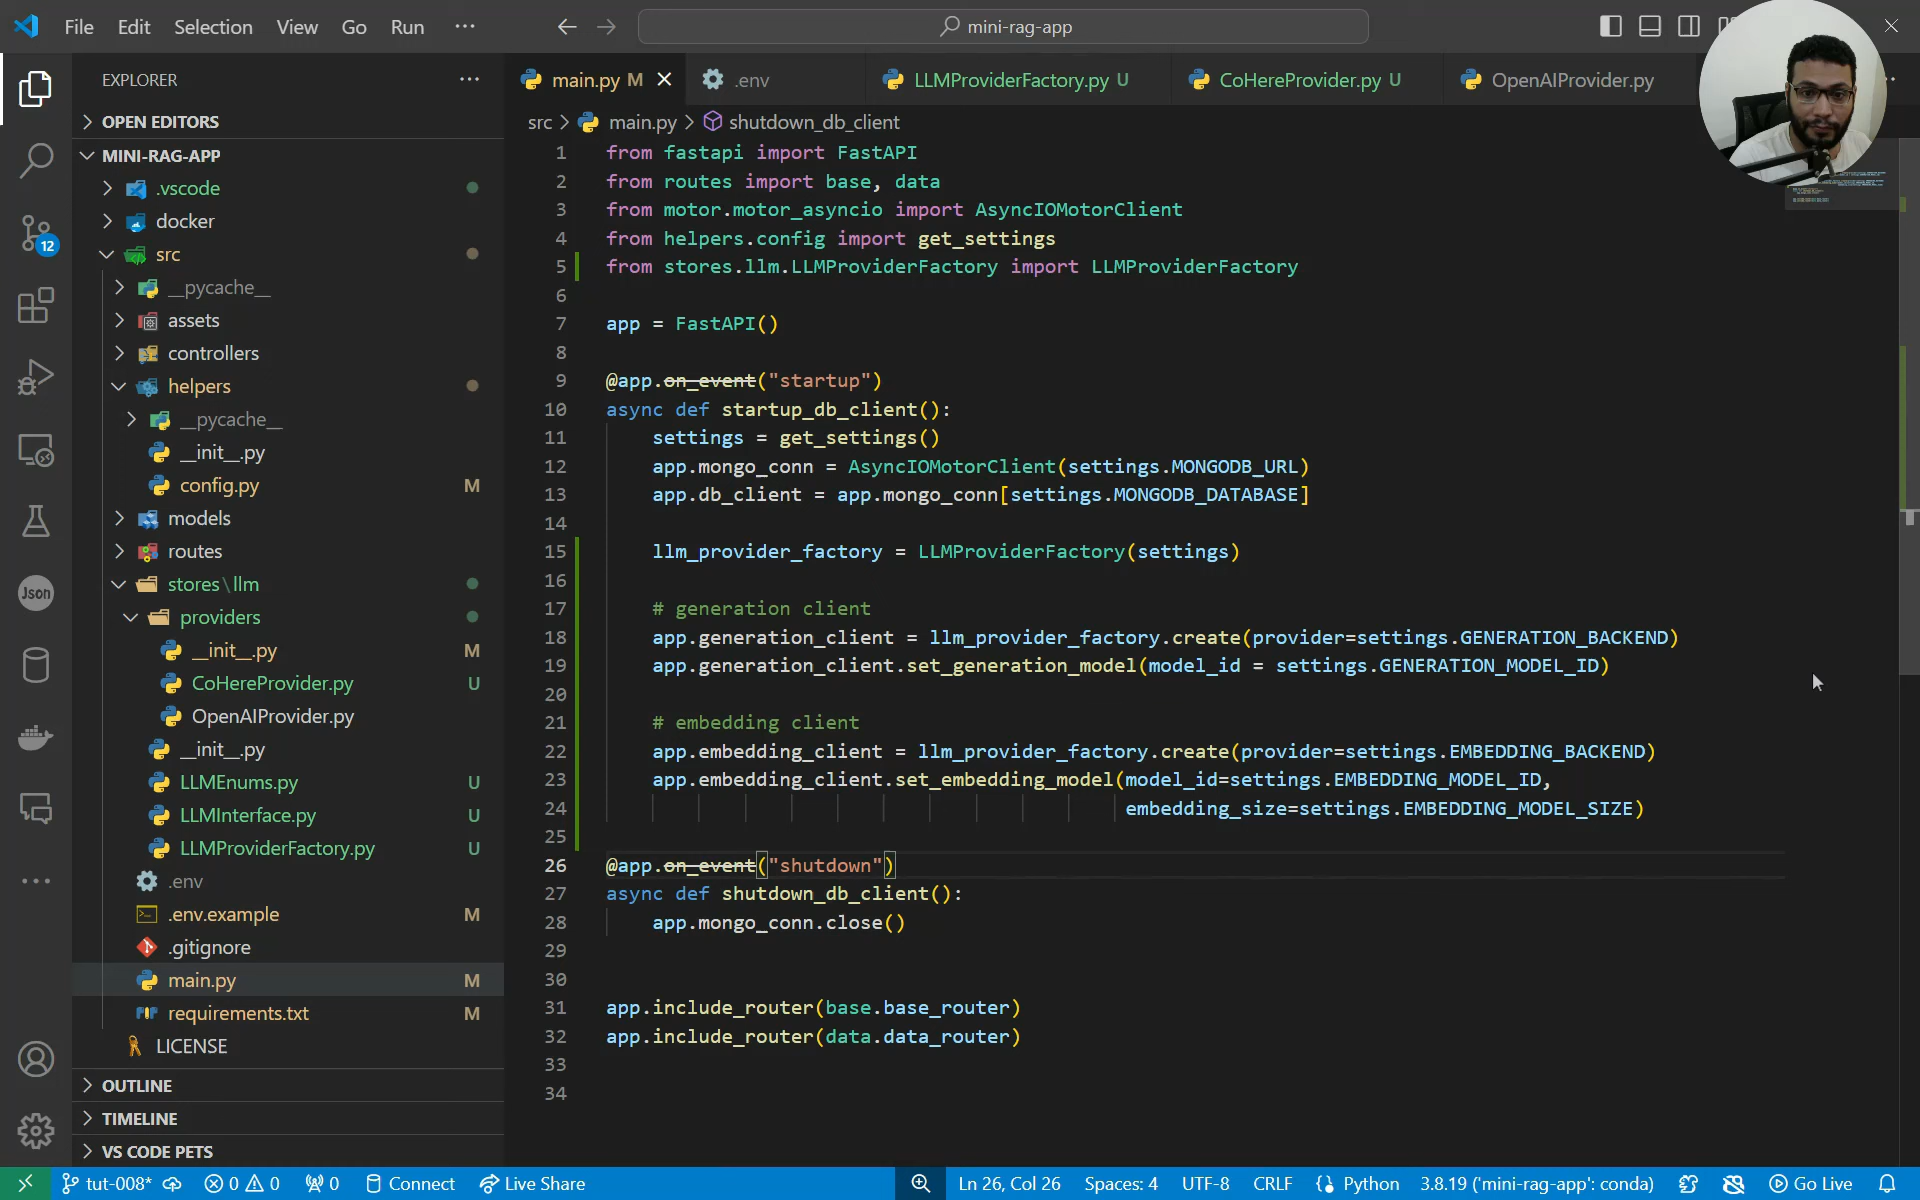 File Edit Selection View Go Run ···
mini-rag-app
EXPLORER
OPEN EDITORS
MINI-RAG-APP
.vscode
docker
src
__pycache__
assets
controllers
helpers
__pycache__
__init__.py
config.py M
models
routes
stores\llm
providers
__init__.py M
CoHereProvider.py U
OpenAIProvider.py
__init__.py
LLMEnums.py U
LLMInterface.py U
LLMProviderFactory.py U
.env
.env.example M
.gitignore
main.py M
requirements.txt M
LICENSE
OUTLINE
TIMELINE
VS CODE PETS
12
Json
main.py M .env LLMProviderFactory.py U CoHereProvider.py U OpenAIProvider.py
src > main.py > shutdown_db_client
1 from fastapi import FastAPI
2 from routes import base, data
3 from motor.motor_asyncio import AsyncIOMotorClient
4 from helpers.config import get_settings
5 from stores.llm.LLMProviderFactory import LLMProviderFactory
6
7 app = FastAPI()
8
9 @app.on_event("startup")
10 async def startup_db_client():
11 settings = get_settings()
12 app.mongo_conn = AsyncIOMotorClient(settings.MONGODB_URL)
13 app.db_client = app.mongo_conn[settings.MONGODB_DATABASE]
14
15 llm_provider_factory = LLMProviderFactory(settings)
16
17 # generation client
18 app.generation_client = llm_provider_factory.create(provider=settings.GENERATION_BACKEND)
19 app.generation_client.set_generation_model(model_id = settings.GENERATION_MODEL_ID)
20
21 # embedding client
22 app.embedding_client = llm_provider_factory.create(provider=settings.EMBEDDING_BACKEND)
23 app.embedding_client.set_embedding_model(model_id=settings.EMBEDDING_MODEL_ID,
24 embedding_size=settings.EMBEDDING_MODEL_SIZE)
25
26 @app.on_event("shutdown")
27 async def shutdown_db_client():
28 app.mongo_conn.close()
29
30
31 app.include_router(base.base_router)
32 app.include_router(data.data_router)
33
34
tut-008* 0 0 0 Connect Live Share Ln 26, Col 26 Spaces: 4 UTF-8 CRLF Python 3.8.19 ('mini-rag-app': conda) Go Live